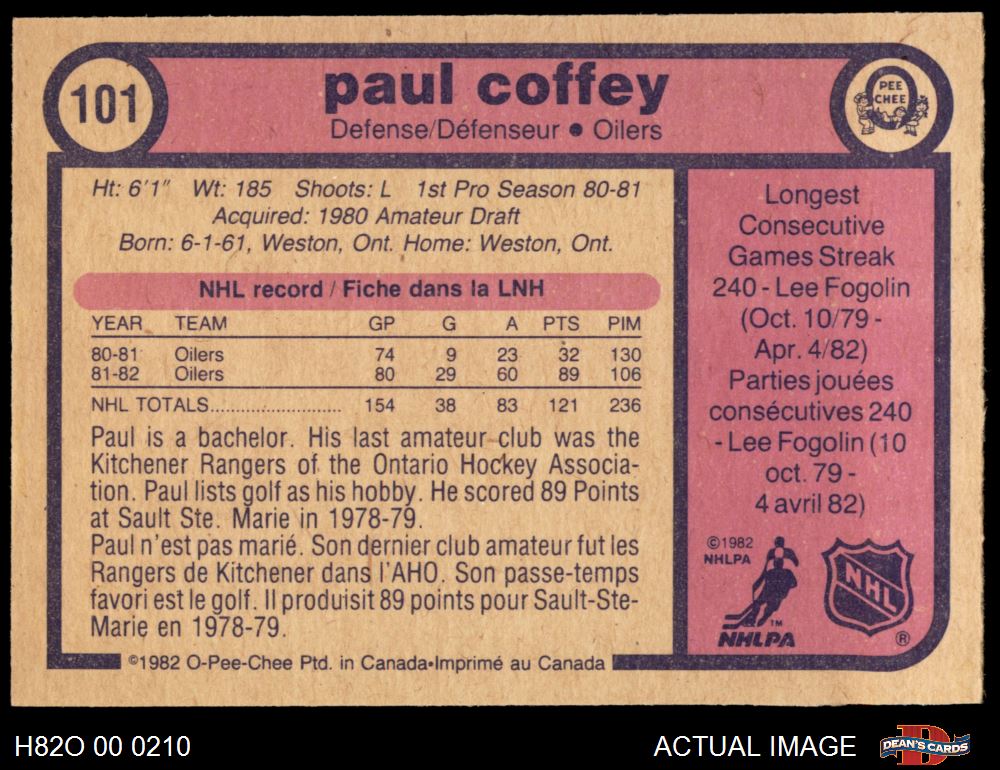 101
paul coffey
Defense/Défenseur • Oilers
O
PEE
CHEE
Ht: 6'1" Wt: 185 Shoots: L 1st Pro Season 80-81
Acquired: 1980 Amateur Draft
Born: 6-1-61, Weston, Ont. Home: Weston, Ont.
NHL record / Fiche dans la LNH
YEAR TEAM GP G A PTS PIM
80-81 Oilers 74 9 23 32 130
81-82 Oilers 80 29 60 89 106
NHL TOTALS.......................... 154 38 83 121 236
Paul is a bachelor. His last amateur club was the
Kitchener Rangers of the Ontario Hockey Associa-
tion. Paul lists golf as his hobby. He scored 89 Points
at Sault Ste. Marie in 1978-79.
Paul n'est pas marié. Son dernier club amateur fut les
Rangers de Kitchener dans l'AHO. Son passe-temps
favori est le golf. Il produisit 89 points pour Sault-Ste-
Marie en 1978-79.
©1982 O-Pee-Chee Ptd. in Canada•Imprimé au Canada
Longest
Consecutive
Games Streak
240 - Lee Fogolin
(Oct. 10/79 -
Apr. 4/82)
Parties jouées
consécutives 240
- Lee Fogolin (10
oct. 79 -
4 avril 82)
©1982
NHLPA
TM
NHLPA
NHL
®
H82O 00 0210
ACTUAL IMAGE
D
DEAN'S CARDS